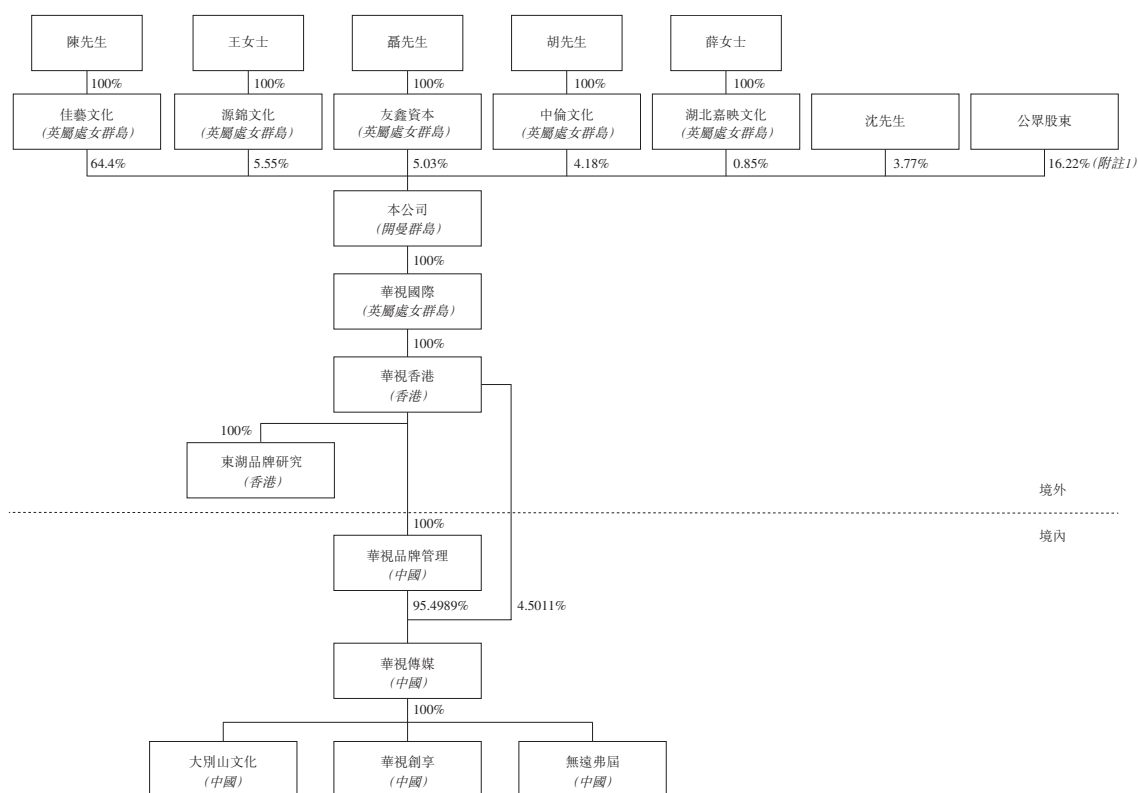 陳先生
王女士
聶先生
胡先生
薛女士
100%
100%
100%
100%
100%
佳藝文化
(英屬處女群島)
源錦文化
(英屬處女群島)
友鑫資本
(英屬處女群島)
中倫文化
(英屬處女群島)
湖北嘉映文化
(英屬處女群島)
沈先生
公眾股東
64.4%
5.55%
5.03%
4.18%
0.85%
3.77%
16.22%(附註1)
本公司
(開曼群島)
100%
華視國際
(英屬處女群島)
100%
華視香港
(香港)
100%
東湖品牌研究
(香港)
境外
境內
100%
華視品牌管理
(中國)
95.4989%
4.5011%
華視傳媒
(中國)
100%
大別山文化
(中國)
華視創享
(中國)
無遠弗屆
(中國)